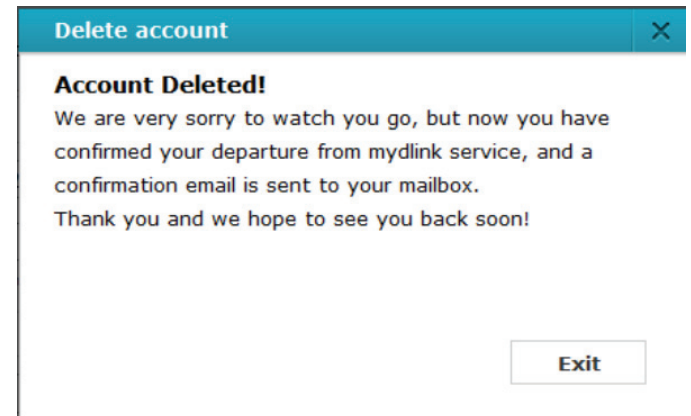 Delete account
Account Deleted!
We are very sorry to watch you go, but now you have
confirmed your departure from mydlink service, and a
confirmation email is sent to your mailbox.
Thank you and we hope to see you back soon!
Exit